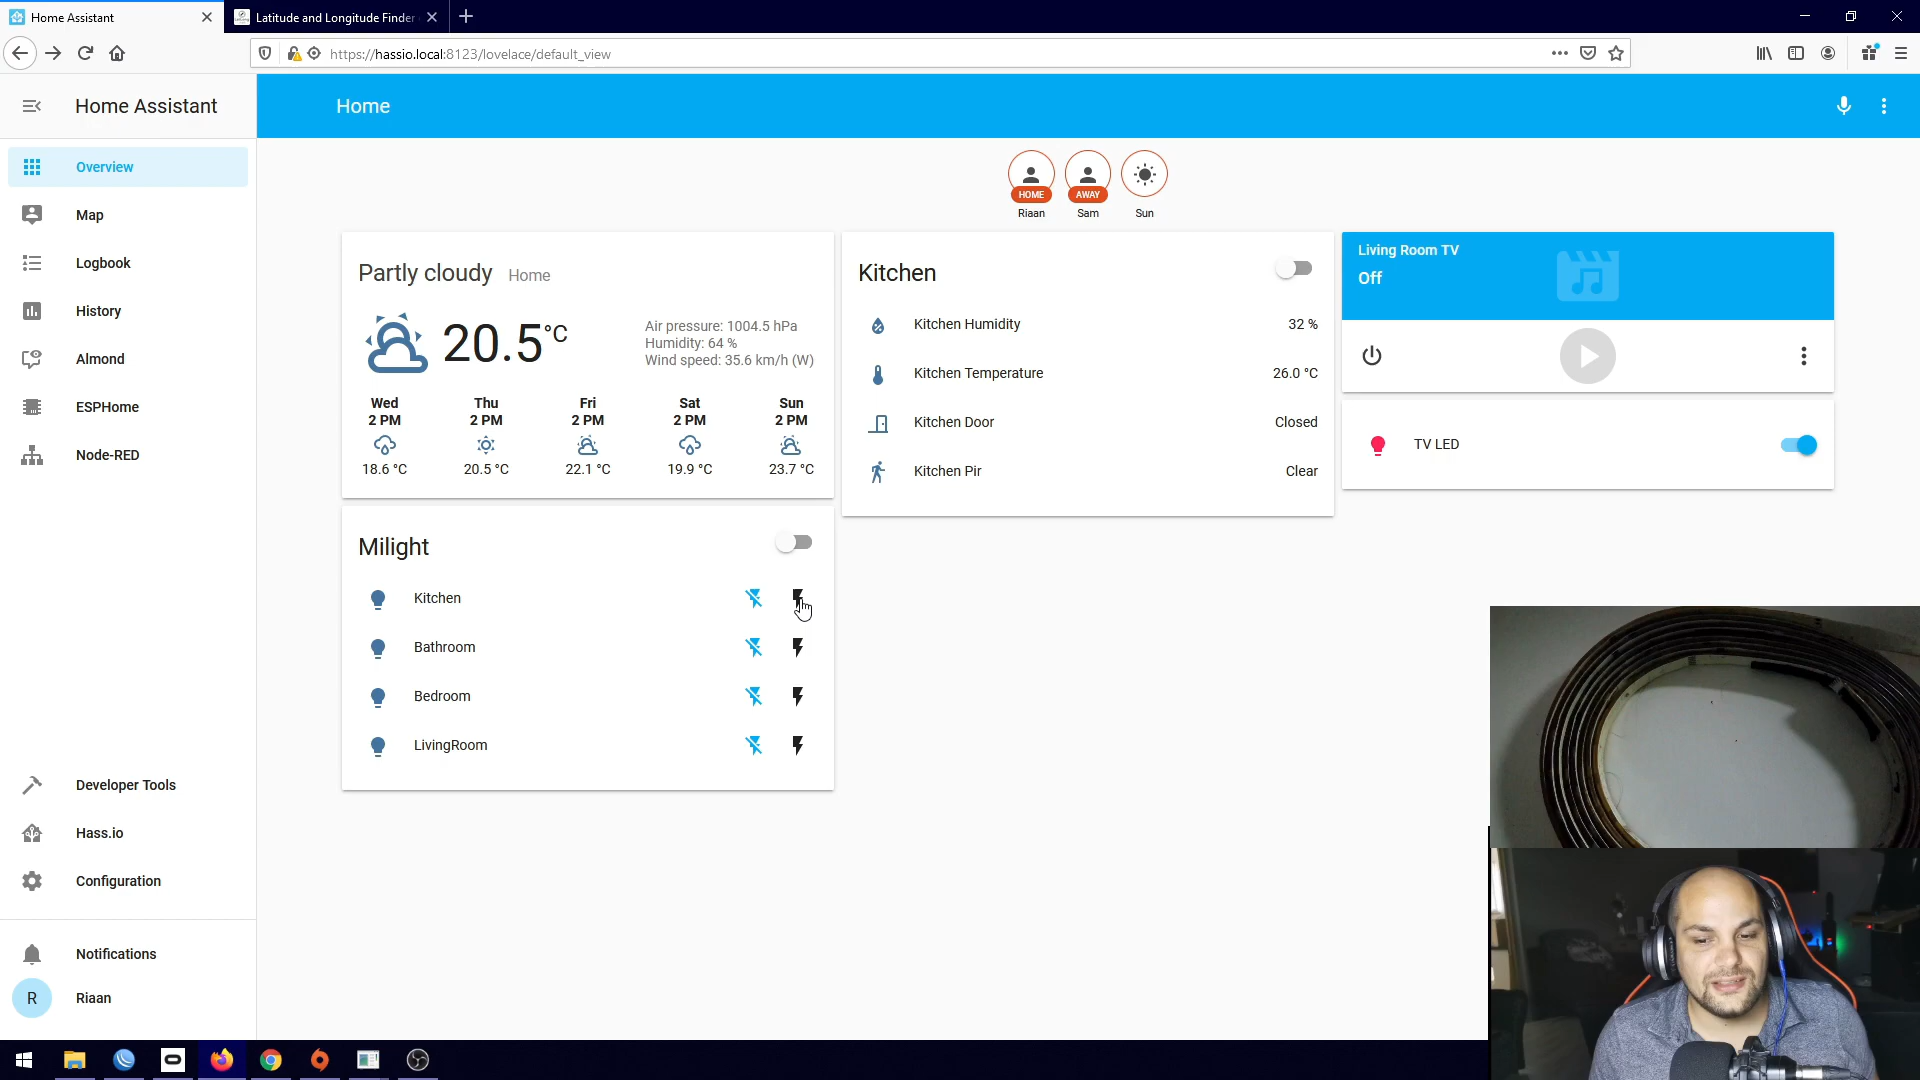 Home Assistant
Latitude and Longitude Finder
https://hassio.local:8123/lovelace/default_view
Home Assistant
Home
Overview
Map
Logbook
History
Almond
ESPHome
Node-RED
Developer Tools
Hass.io
Configuration
Notifications
R
Riaan
HOME
AWAY
Riaan
Sam
Sun
Partly cloudy
Home
20.5°C
Air pressure: 1004.5 hPa
Humidity: 64 %
Wind speed: 35.6 km/h (W)
Wed Thu Fri Sat Sun
2 PM 2 PM 2 PM 2 PM 2 PM
18.6 °C 20.5 °C 22.1 °C 19.9 °C 23.7 °C
Milight
Kitchen
Bathroom
Bedroom
LivingRoom
Kitchen
Kitchen Humidity 32 %
Kitchen Temperature 26.0 °C
Kitchen Door Closed
Kitchen Pir Clear
Living Room TV
Off
TV LED